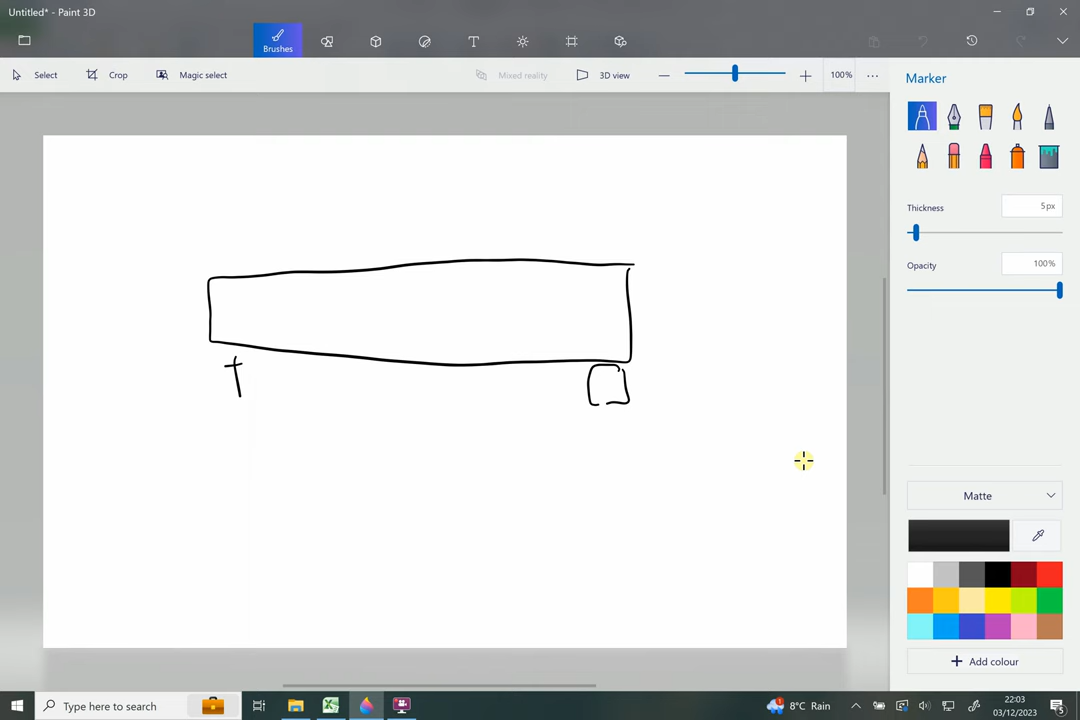 Untitled* - Paint 3D
Brushes
Select
Crop
Magic select
Mixed reality
3D view
100%
Marker
Thickness
5px
Opacity
100%
Matte
Add colour
Type here to search
8°C Rain
22:03
03/12/2023
5